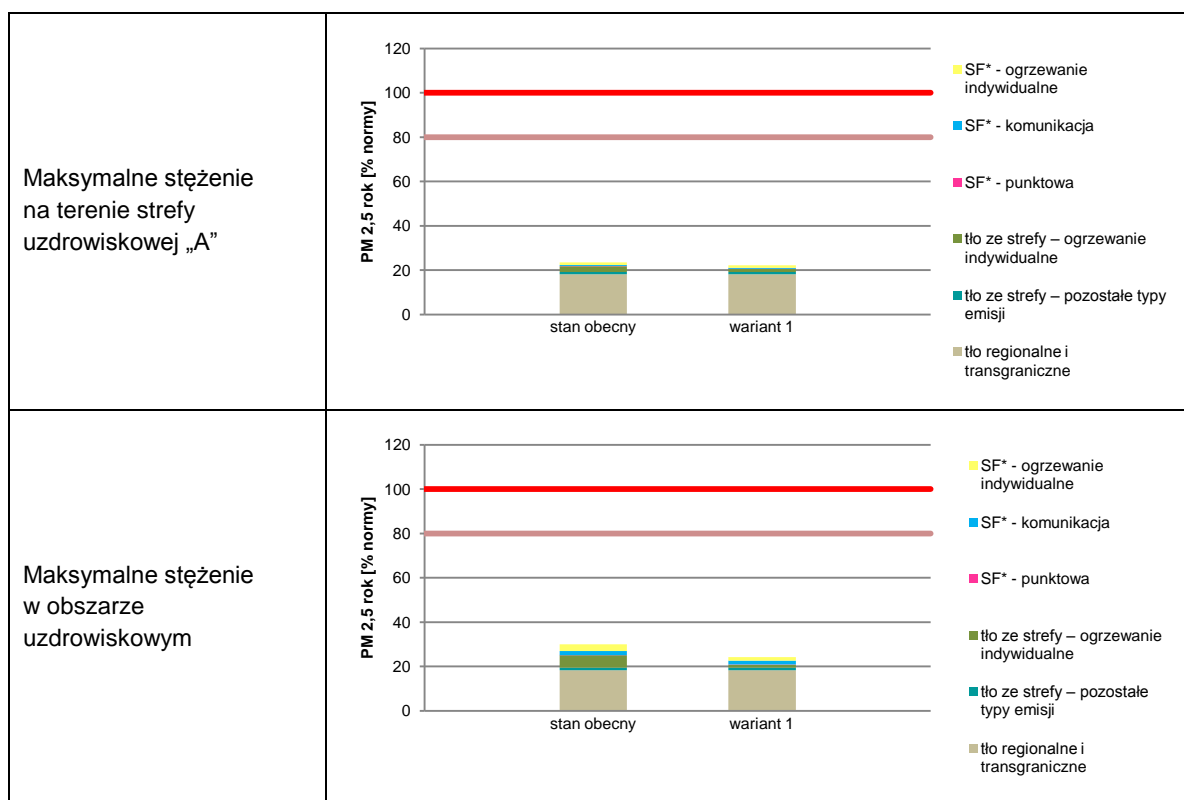 Maksymalne stężenie
na terenie strefy
uzdrowiskowej „A”
PM 2,5 rok [% normy]
120
100
80
60
40
20
0
stan obecny
wariant 1
SF* - ogrzewanie
indywidualne
SF* - komunikacja
SF* - punktowa
tło ze strefy – ogrzewanie
indywidualne
tło ze strefy – pozostałe typy
emisji
tło regionalne i
transgraniczne
Maksymalne stężenie
w obszarze
uzdrowiskowym
PM 2,5 rok [% normy]
120
100
80
60
40
20
0
stan obecny
wariant 1
SF* - ogrzewanie
indywidualne
SF* - komunikacja
SF* - punktowa
tło ze strefy – ogrzewanie
indywidualne
tło ze strefy – pozostałe
typy emisji
tło regionalne i
transgraniczne